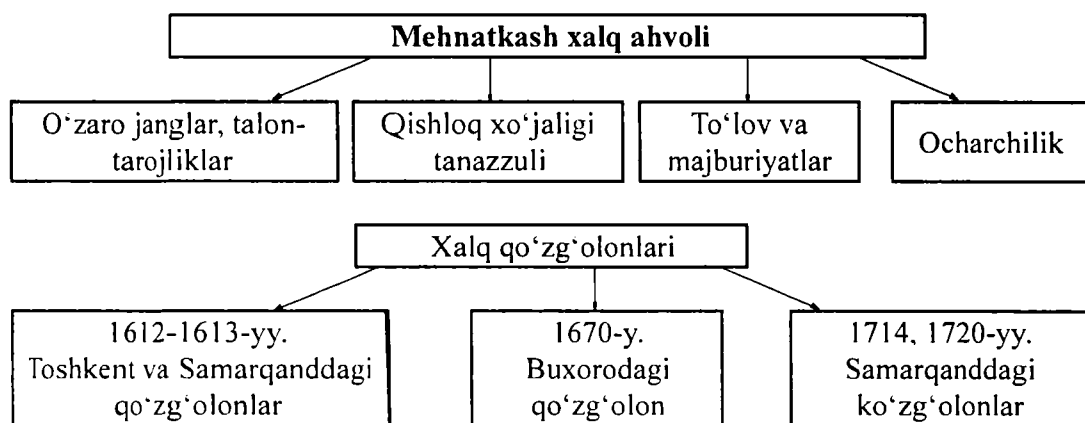 Mehnatkash xalq ahvoli
O‘zaro janglar, talon-
tarojliklar
Qishloq xo‘jaligi
tanazzuli
To‘lov va
majburiyatlar
Ocharchilik
Xalq qo‘zg‘olonlari
1612-1613-yy.
Toshkent va Samarqanddagi
qo‘zg‘olonlar
1670-y.
Buxorodagi
qo‘zg‘olon
1714, 1720-yy.
Samarqanddagi
ko‘zg‘olonlar